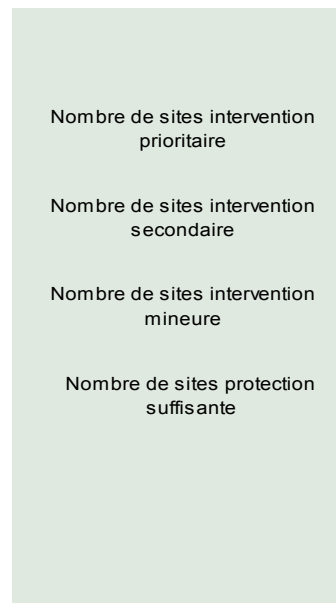 Nombre de sites intervention
prioritaire
Nombre de sites intervention
secondaire
Nombre de sites intervention
mineure
Nombre de sites protection
suffisante